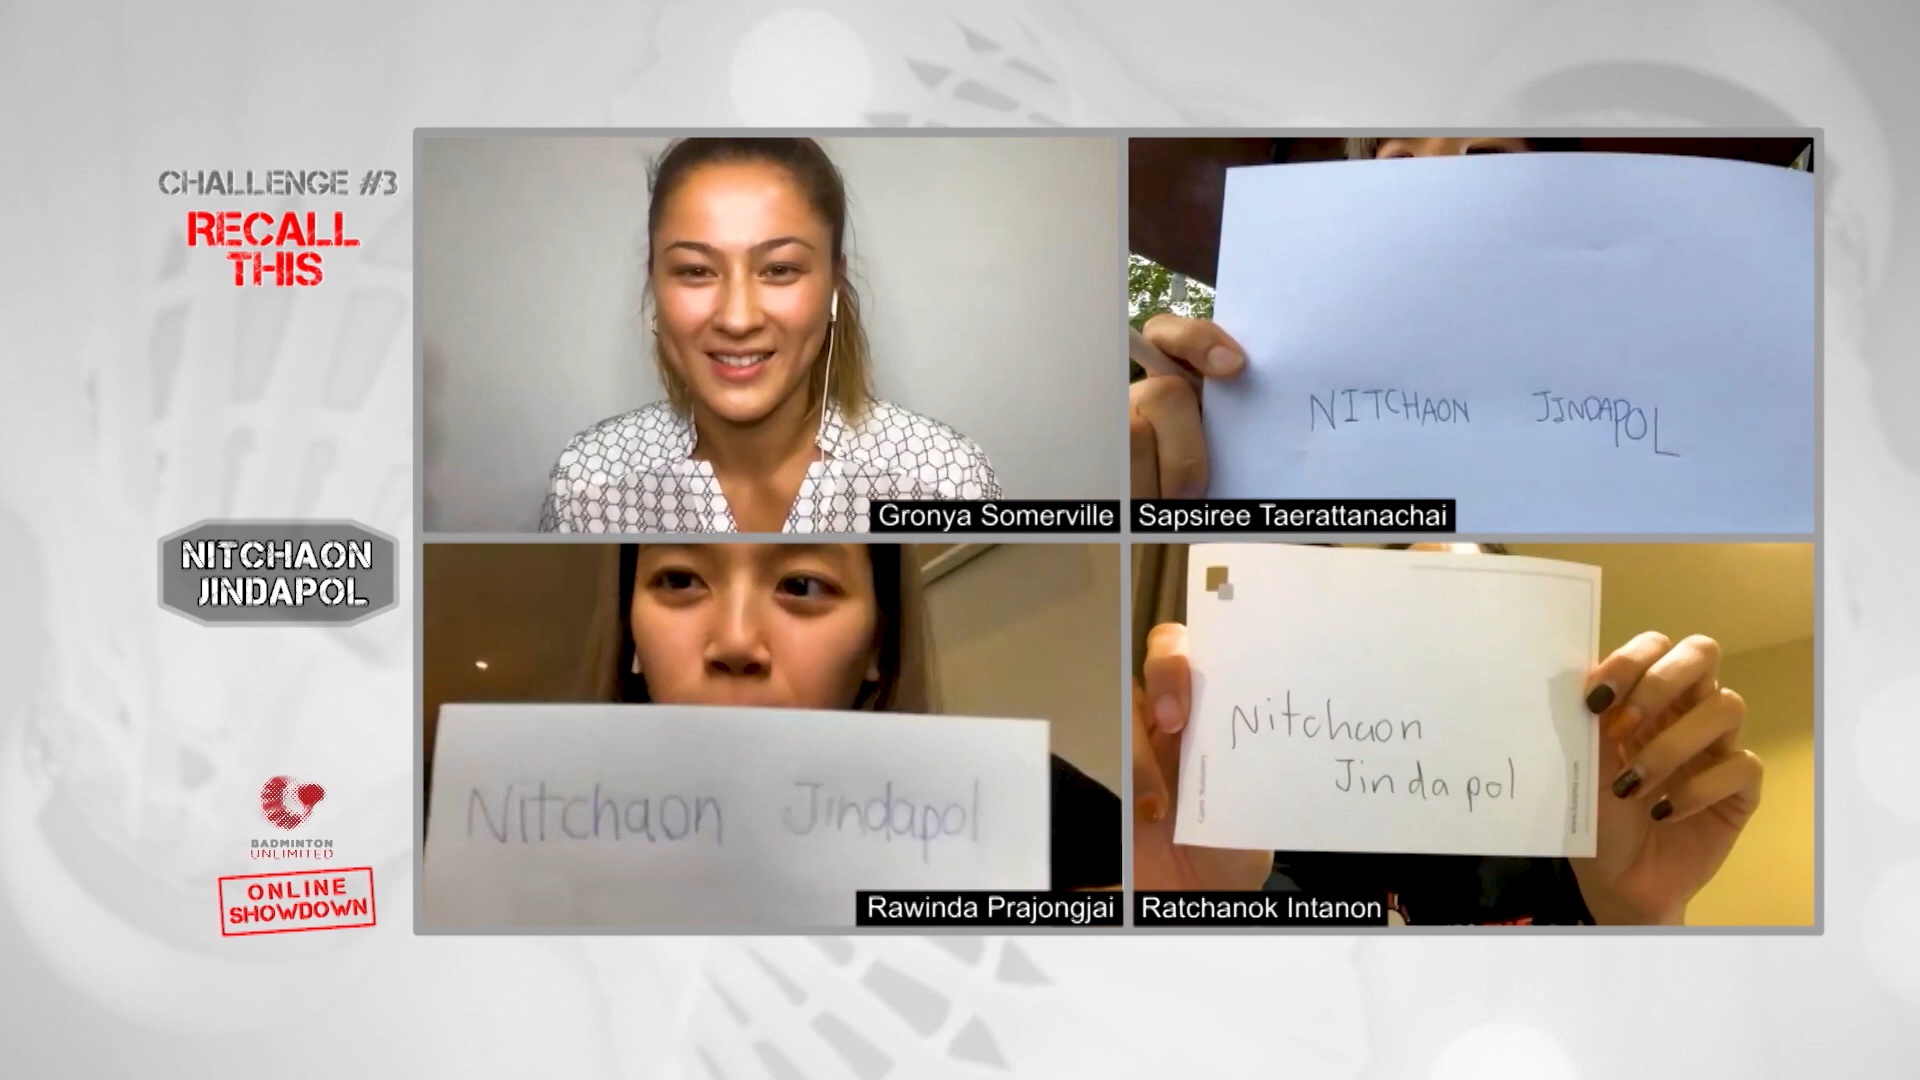 CHALLENGE #3
RECALL
THIS
NITCHAON
JINDAPOL
BADMINTON
UNLIMITED
ONLINE
SHOWDOWN
Gronya Somerville
NITCHAON JINDAPOL
Sapsiree Taerattanachai
Nitchaon Jindapol
Rawinda Prajongjai
Nitchaon
Jindapol
Ratchanok Intanon